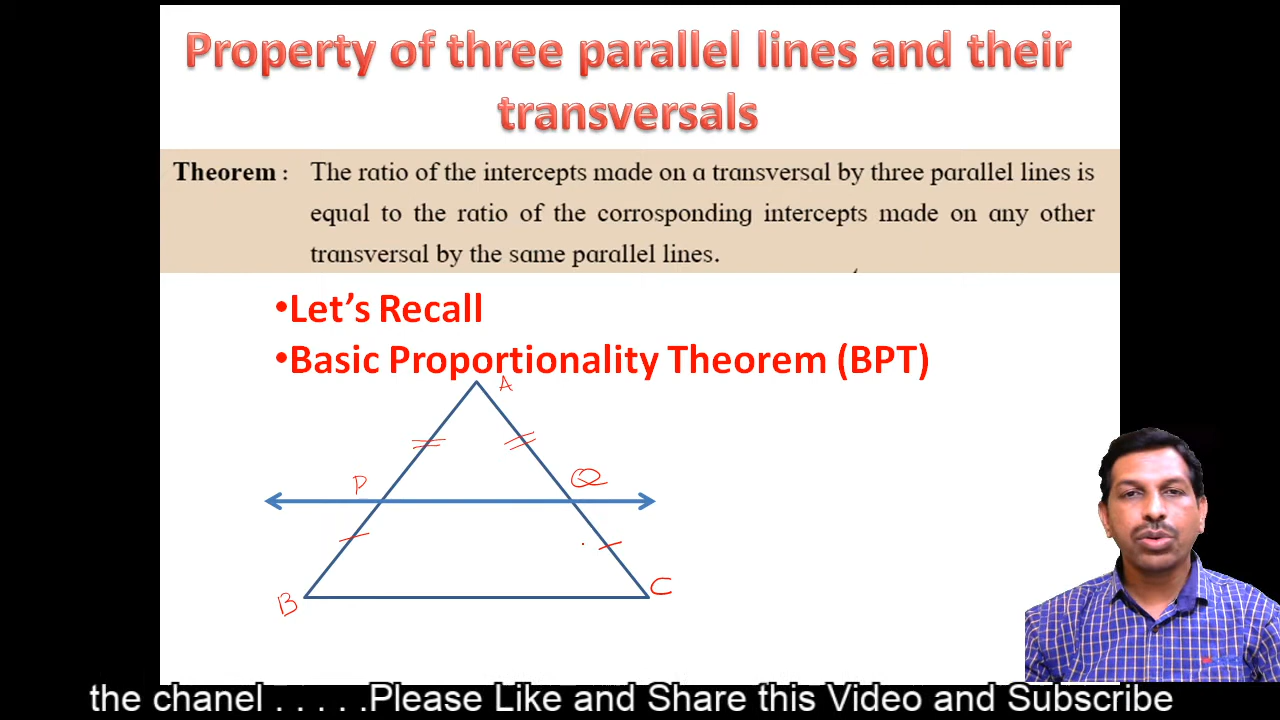 Property of three parallel lines and their
transversals
Theorem : The ratio of the intercepts made on a transversal by three parallel lines is
equal to the ratio of the corrosponding intercepts made on any other
transversal by the same parallel lines.
•Let’s Recall
•Basic Proportionality Theorem (BPT)
A
P
Q
B
C
the chanel . . . . .Please Like and Share this Video and Subscribe